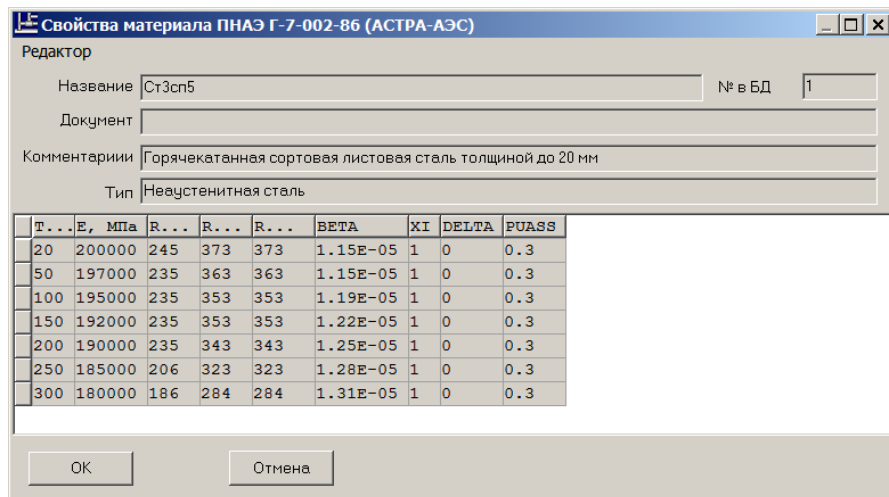 Свойства материала ПНАЭ Г-7-002-86 (АСТРА-АЭС)
Редактор
Название Ст3сп5 № в БД 1
Документ
Комментариии Горячекатанная сортовая листовая сталь толщиной до 20 мм
Тип Неаустенитная сталь
T... E, МПа R... R... R... BETA XI DELTA PUASS
20 200000 245 373 373 1.15E-05 1 0 0.3
50 197000 235 363 363 1.15E-05 1 0 0.3
100 195000 235 353 353 1.19E-05 1 0 0.3
150 192000 235 353 353 1.22E-05 1 0 0.3
200 190000 235 343 343 1.25E-05 1 0 0.3
250 185000 206 323 323 1.28E-05 1 0 0.3
300 180000 186 284 284 1.31E-05 1 0 0.3
OK Отмена